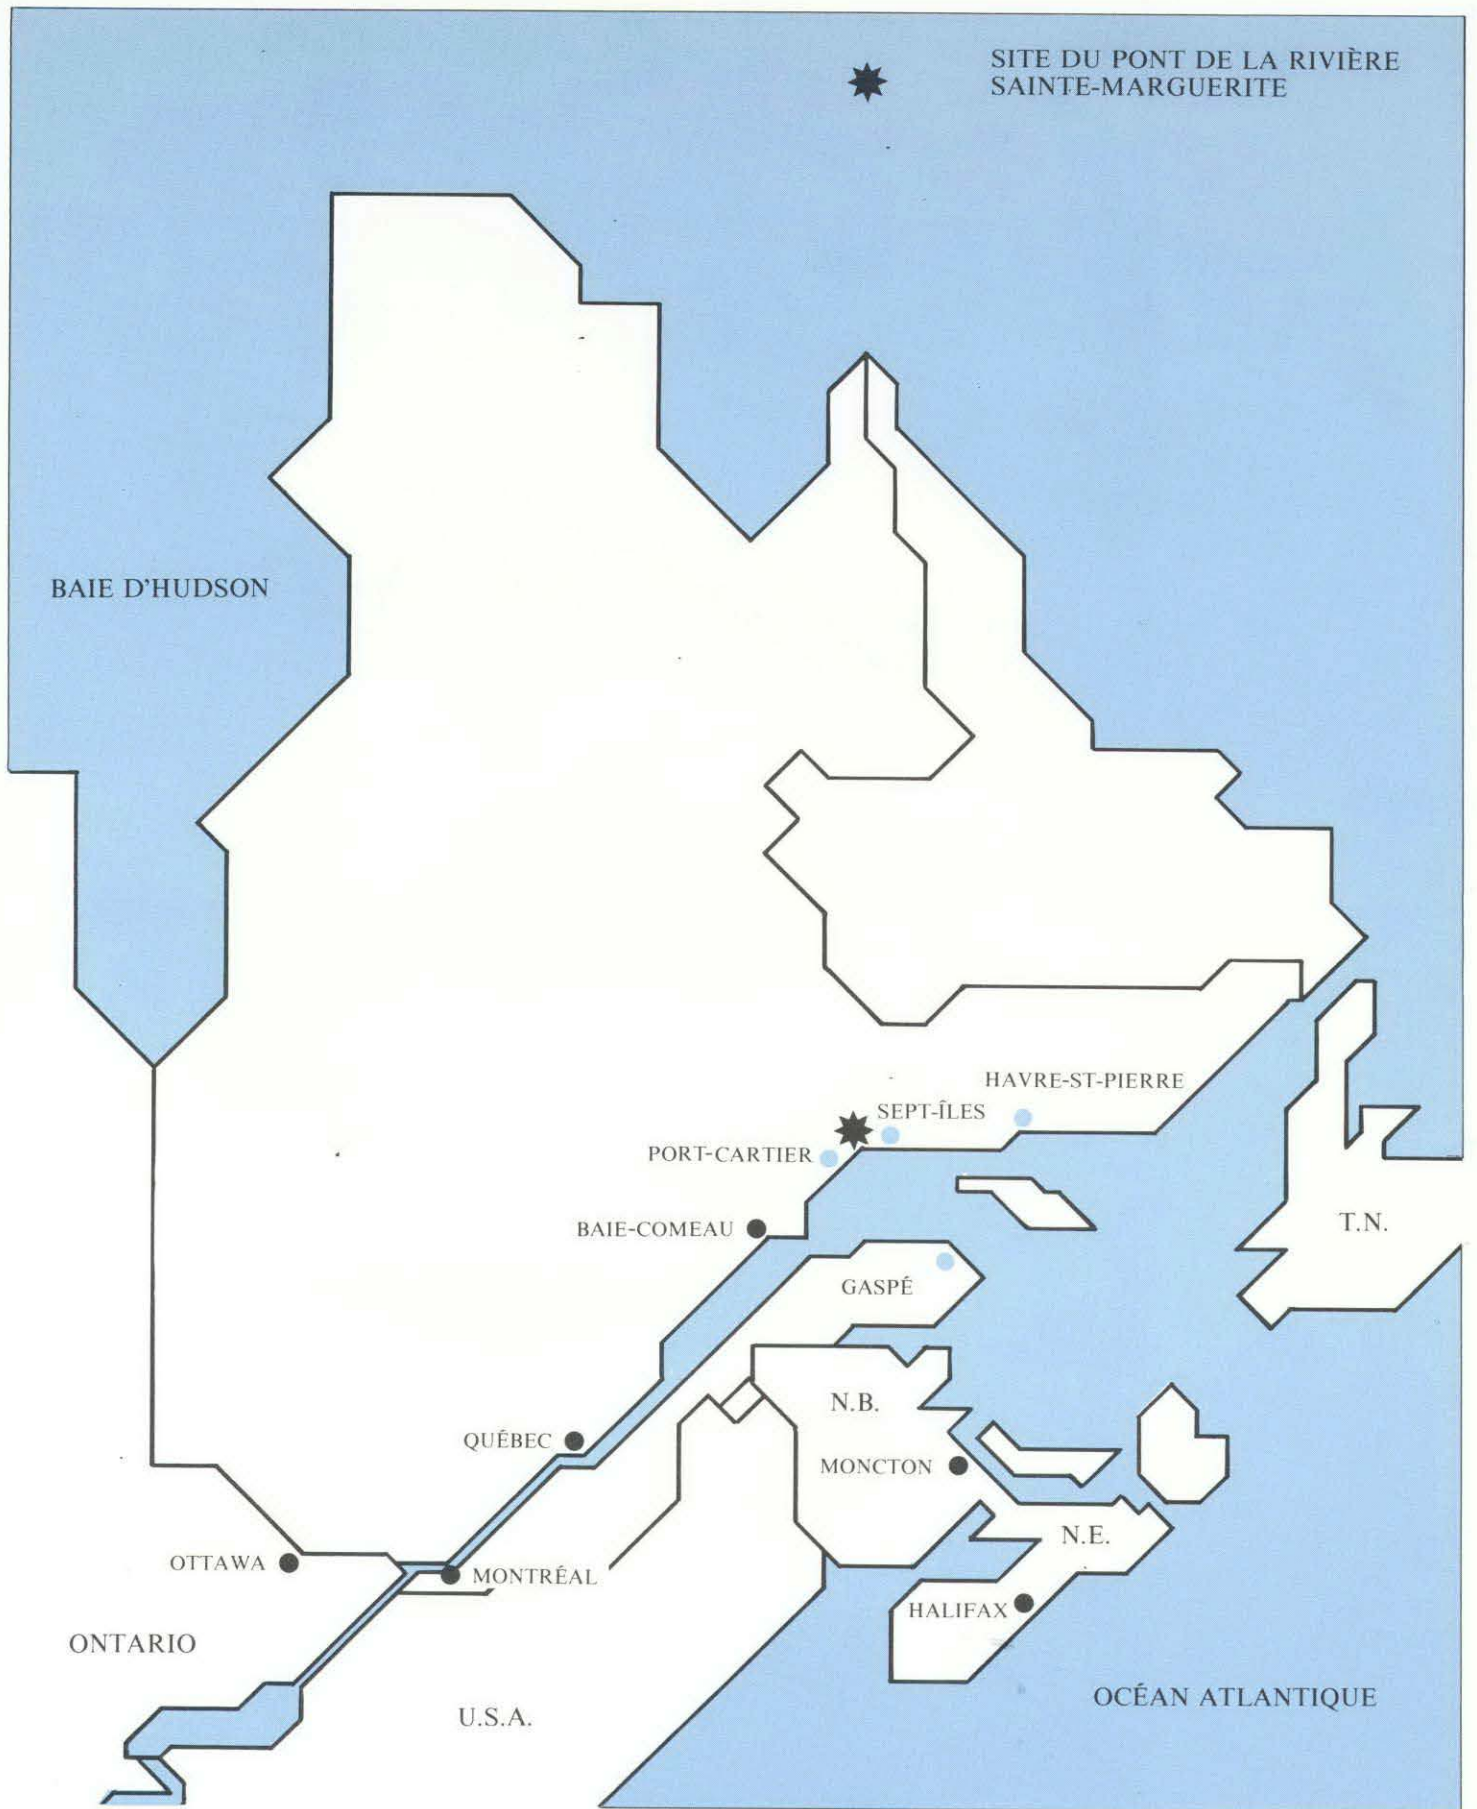 SITE DU PONT DE LA RIVIÈRE
SAINTE-MARGUERITE
BAIE D'HUDSON
HAVRE-ST-PIERRE
SEPT-ÎLES
PORT-CARTIER
BAIE-COMEAU
T.N.
GASPÉ
N.B.
QUÉBEC
MONCTON
N.E.
OTTAWA
MONTRÉAL
HALIFAX
ONTARIO
OCÉAN ATLANTIQUE
U.S.A.